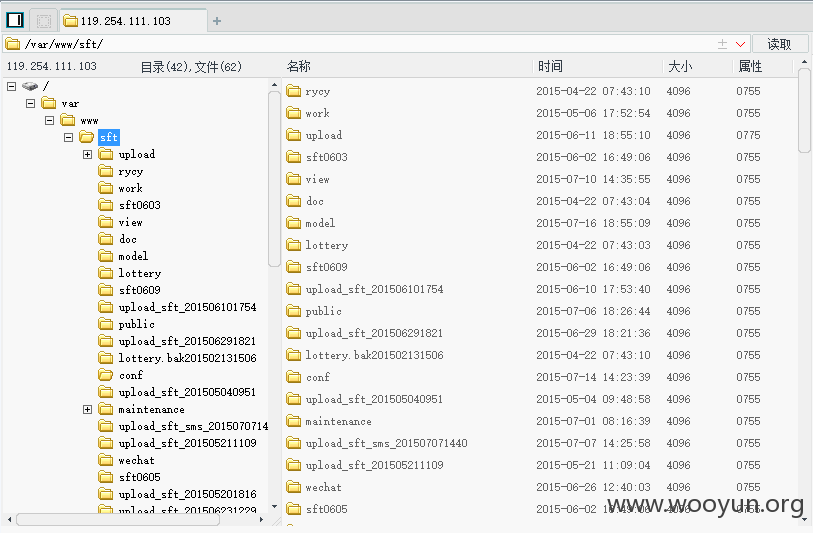 119.254.111.103
/var/www/sft/
读取
119.254.111.103 目录(42),文件(62)
名称 时间 大小 属性
/
var
www
sft
upload
rycy
work
sft0603
view
doc
model
lottery
sft0609
upload_sft_201506101754
public
upload_sft_201506291821
lottery.bak201502131506
conf
upload_sft_201505040951
maintenance
upload_sft_sms_2015070714
upload_sft_201505211109
wechat
sft0605
upload_sft_201505201816
upload_sft_201506231229
rycy 2015-04-22 07:43:10 4096 0755
work 2015-05-06 17:52:54 4096 0755
upload 2015-06-11 18:55:10 4096 0775
sft0603 2015-06-02 16:49:06 4096 0755
view 2015-07-10 14:35:55 4096 0755
doc 2015-04-22 07:43:04 4096 0755
model 2015-07-16 18:55:09 4096 0755
lottery 2015-04-22 07:43:03 4096 0755
sft0609 2015-06-02 16:49:06 4096 0755
upload_sft_201506101754 2015-06-10 17:53:40 4096 0755
public 2015-07-06 18:26:44 4096 0755
upload_sft_201506291821 2015-06-29 18:21:36 4096 0755
lottery.bak201502131506 2015-04-22 07:43:10 4096 0755
conf 2015-07-14 14:23:39 4096 0755
upload_sft_201505040951 2015-05-04 09:48:58 4096 0755
maintenance 2015-07-01 08:16:39 4096 0755
upload_sft_sms_201507071440 2015-07-07 14:25:58 4096 0755
upload_sft_201505211109 2015-05-21 11:09:04 4096 0755
wechat 2015-06-26 12:40:03 4096 0755
sft0605 2015-06-02 16:49:06 4096 0755
www.wooyun.org